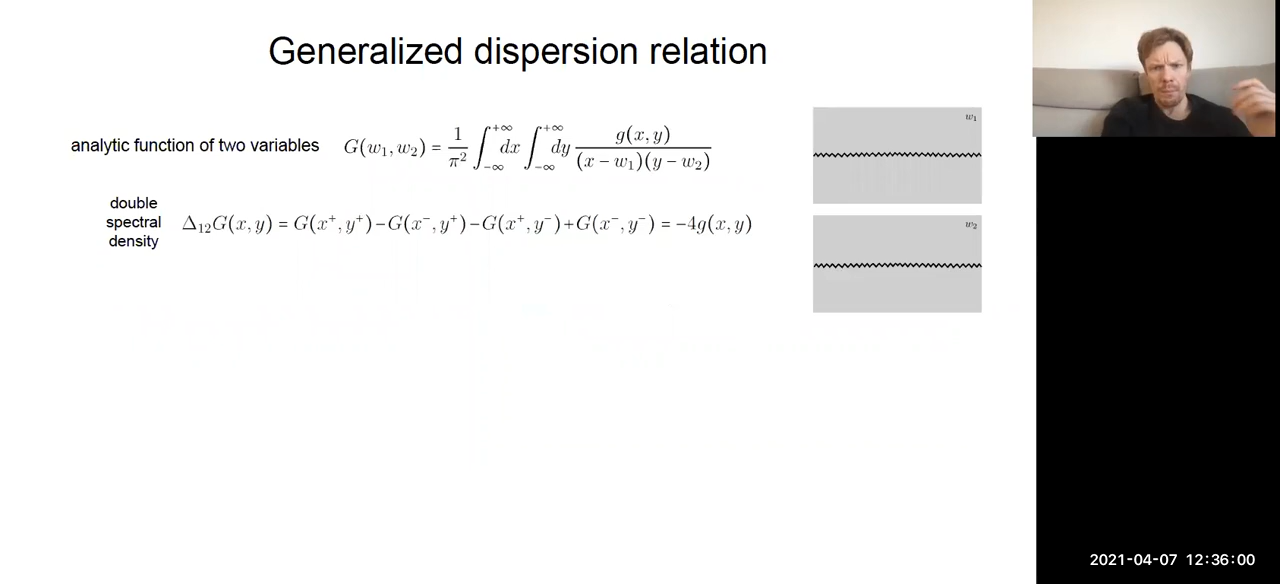 Generalized dispersion relation
analytic function of two variables
G(w₁, w₂) = 1/π² ∫_{−∞}^{+∞} dx ∫_{−∞}^{+∞} dy g(x, y)/((x − w₁)(y − w₂))
w₁
double
spectral
density
Δ₁₂G(x, y) = G(x⁺, y⁺)−G(x⁻, y⁺)−G(x⁺, y⁻)+G(x⁻, y⁻) = −4g(x, y)
w₂
2021-04-07 12:36:00